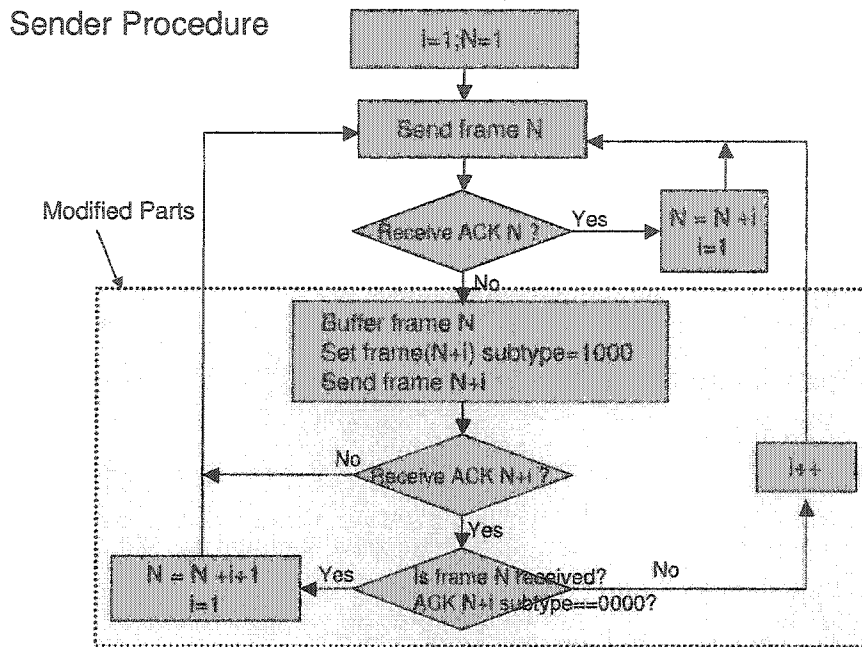 Sender Procedure
i=1;N=1
Send frame N
Modified Parts
Receive ACK N ?
Yes
N = N +i
i=1
No
Buffer frame N
Set frame(N+i) subtype=1000
Send frame N+i
No
Receive ACK N+i ?
i++
Yes
N = N +i+1
i=1
Yes
Is frame N received?
ACK N+i subtype==0000?
No